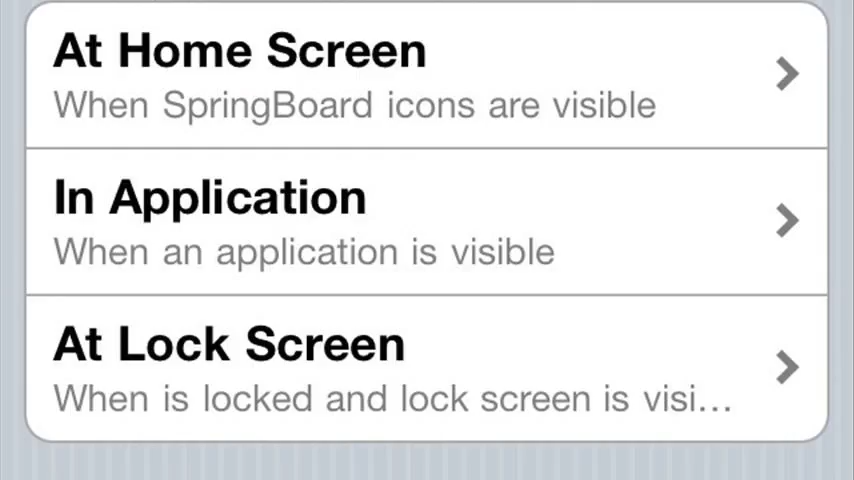 At Home Screen
When SpringBoard icons are visible
In Application
When an application is visible
At Lock Screen
When is locked and lock screen is visi…